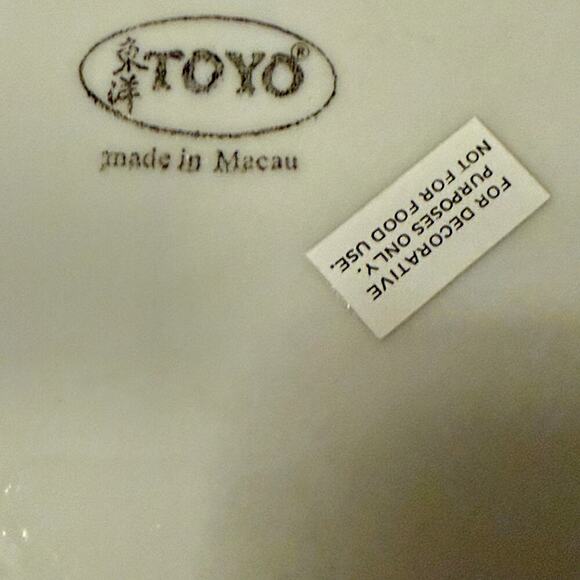 東洋 TOYO®
made in Macau
FOR DECORATIVE
PURPOSES ONLY.
NOT FOR FOOD USE.